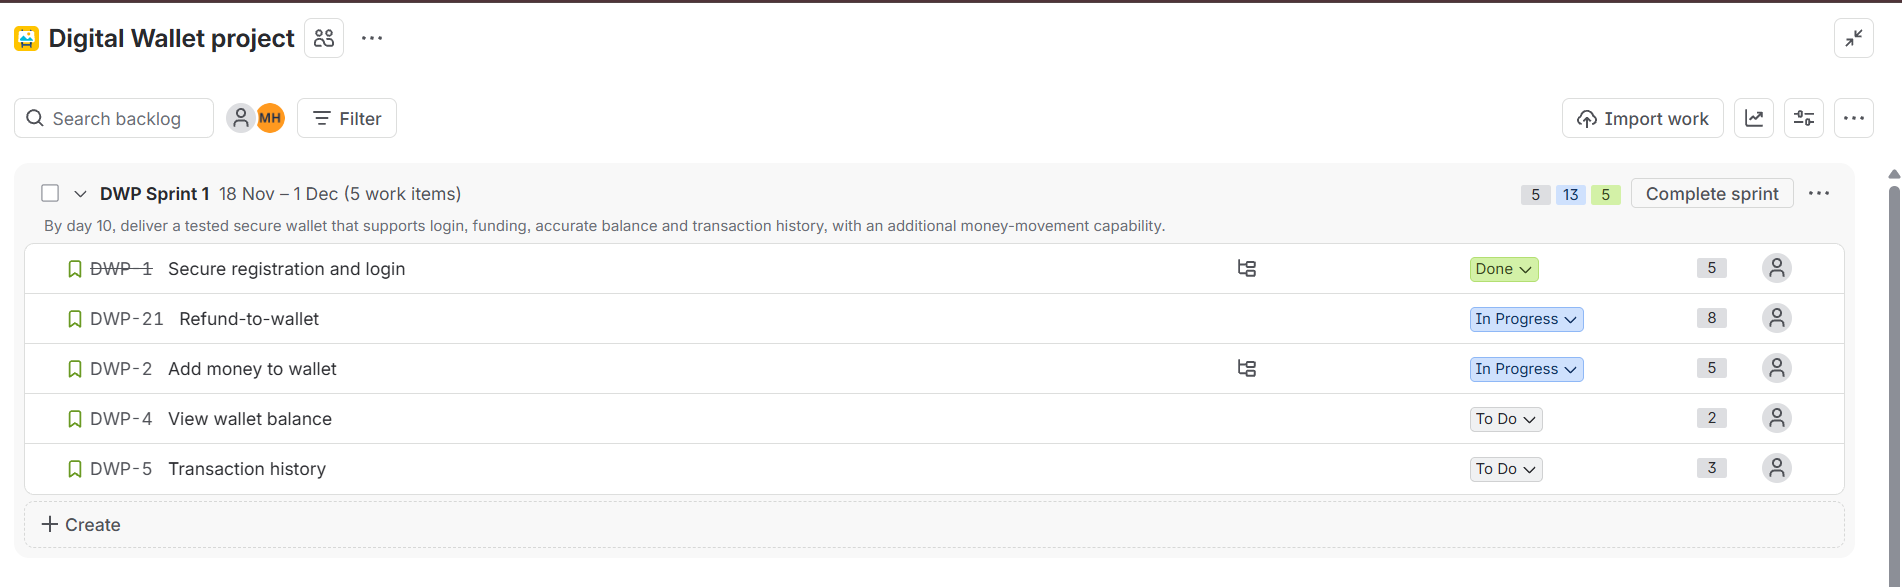 Digital Wallet project
Search backlog
MH
Filter
Import work
DWP Sprint 1 18 Nov – 1 Dec (5 work items) 5 13 5 Complete sprint
By day 10, deliver a tested secure wallet that supports login, funding, accurate balance and transaction history, with an additional money-movement capability.
DWP-1 Secure registration and login Done 5
DWP-21 Refund-to-wallet In Progress 8
DWP-2 Add money to wallet In Progress 5
DWP-4 View wallet balance To Do 2
DWP-5 Transaction history To Do 3
Create